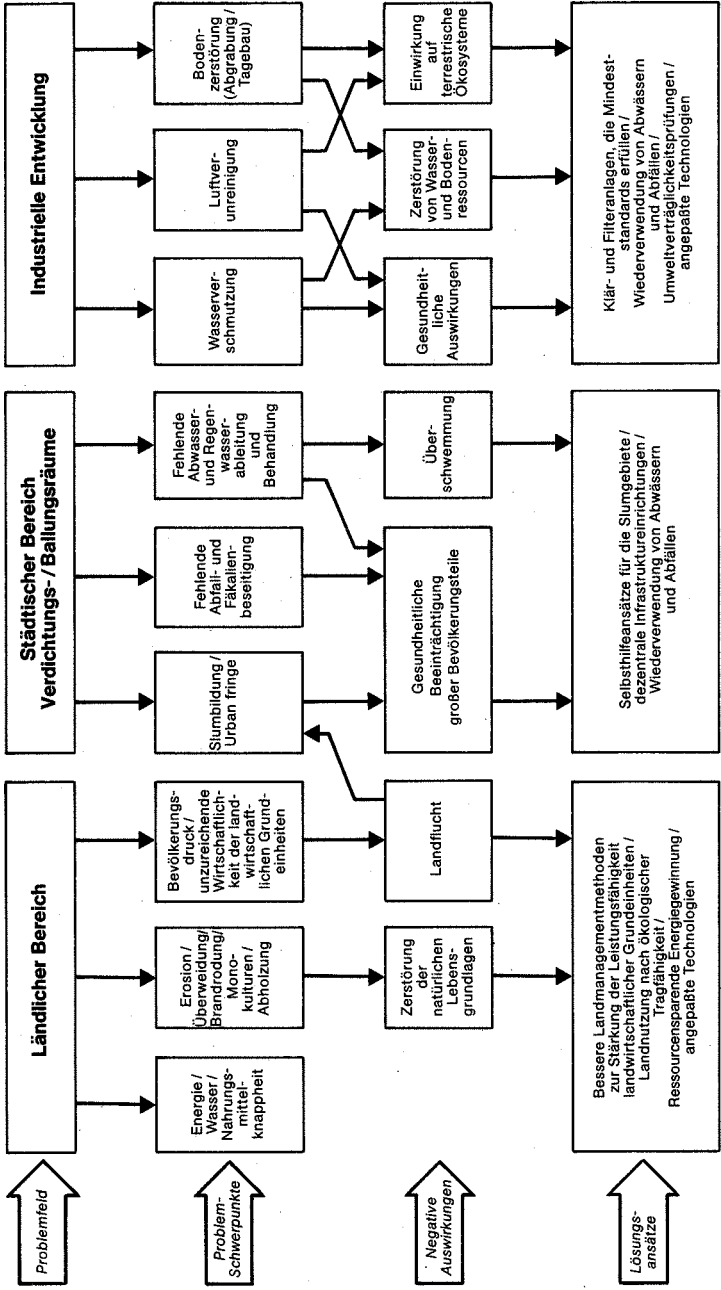 Problemfeld
Ländlicher Bereich
Städtischer Bereich
Verdichtungs-/Ballungsräume
Industrielle Entwicklung
Problem-
Schwerpunkte
Energie/
Wasser/
Nahrungs-
mittel-
knappheit
Erosion/
Überweidung/
Brandrodung/
Mono-
kulturen/
Abholzung
Bevölkerungs-
druck/
unzureichende
Wirtschaftlich-
keit der land-
wirtschaft-
lichen Grund-
einheiten
Slumbildung/
Urban fringe
Fehlende
Abfall- und
Fäkalien-
beseitigung
Fehlende
Abwasser-
und Regen-
wasser-
ableitung
und
Behandlung
Wasserver-
schmutzung
Luftver-
unreinigung
Boden-
zerstörung
(Abgrabung/
Tagebau)
Negative
Auswirkungen
Zerstörung
der
natürlichen
Lebens-
grundlagen
Landflucht
Gesundheitliche
Beeinträchtigung
großer Bevölkerungsteile
Über-
schwemmung
Gesundheit-
liche
Auswirkungen
Zerstörung
von Wasser-
und Boden-
ressourcen
Einwirkung
auf
terrestrische
Ökosysteme
Lösungs-
ansätze
Bessere Landmanagementmethoden
zur Stärkung der Leistungsfähigkeit
landwirtschaftlicher Grundeinheiten/
Landnutzung nach ökologischer
Tragfähigkeit/
Ressourcensparende Energiegewinnung/
angepaßte Technologien
Selbsthilfeansätze für die Slumgebiete/
dezentrale Infrastruktureinrichtungen/
Wiederverwendung von Abwässern
und Abfällen
Klär- und Filteranlagen, die Mindest-
standards erfüllen/
Wiederverwendung von Abwässern
und Abfällen/
Umweltverträglichkeitsprüfungen/
angepaßte Technologien